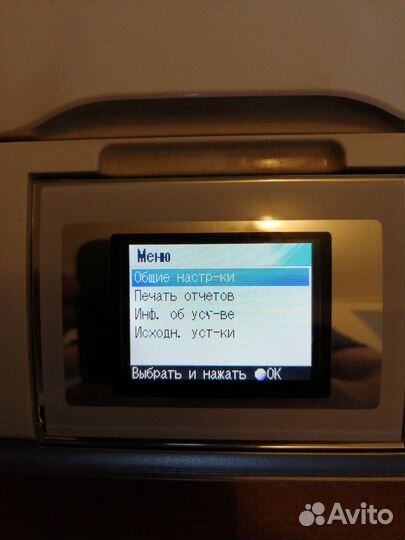 Меню
Общие настр-ки
Печать отчетов
Инф. об уст-ве
Исходн. уст-ки
Выбрать и нажать OK
Avito